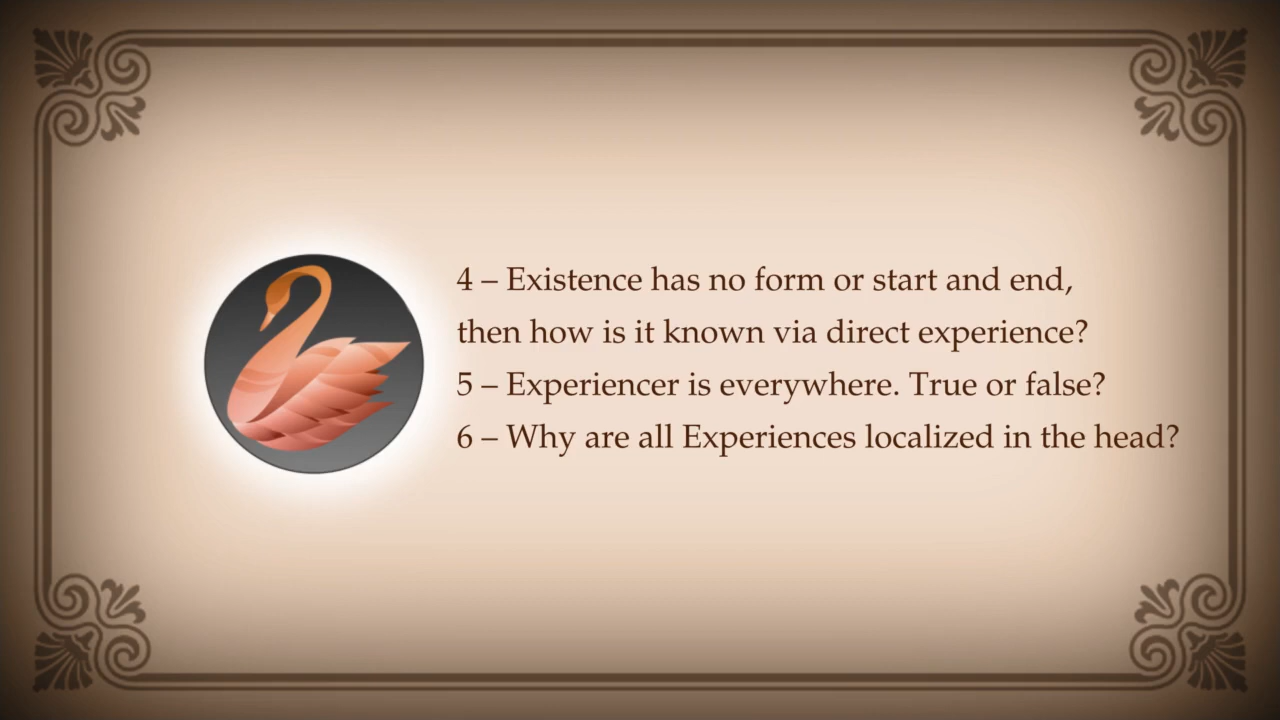 4 – Existence has no form or start and end,
then how is it known via direct experience?
5 – Experiencer is everywhere. True or false?
6 – Why are all Experiences localized in the head?